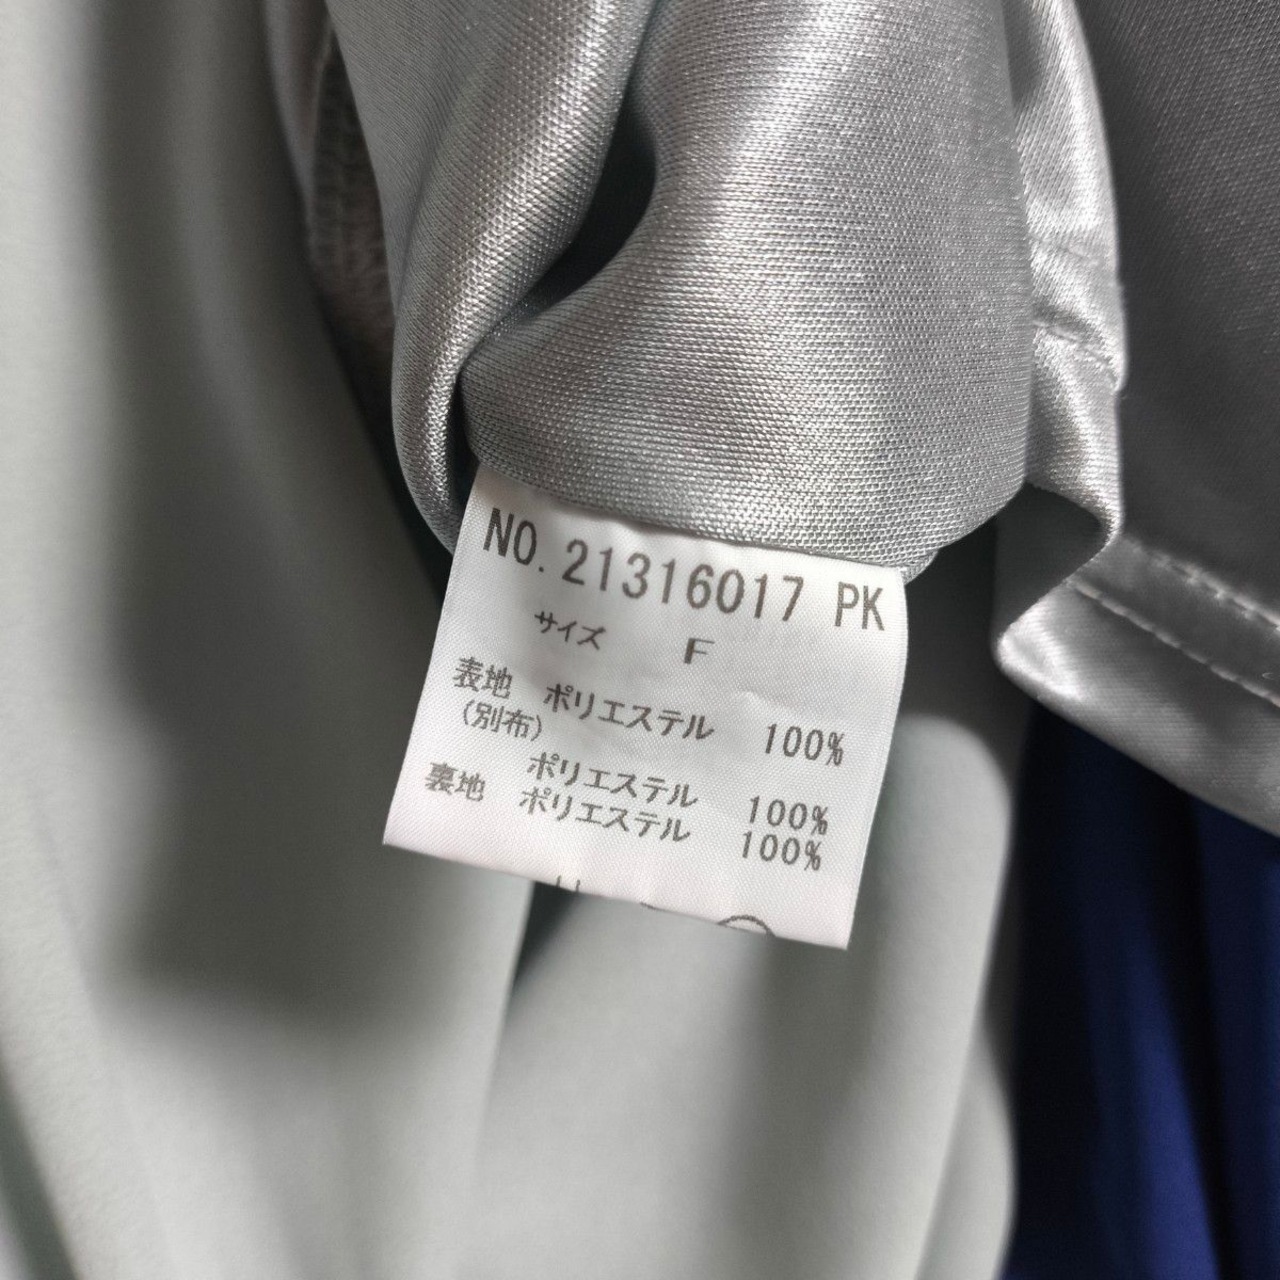 NO. 21316017 PK
サイズ F
表地 ポリエステル 100%
(別布)
ポリエステル 100%
裏地 ポリエステル 100%